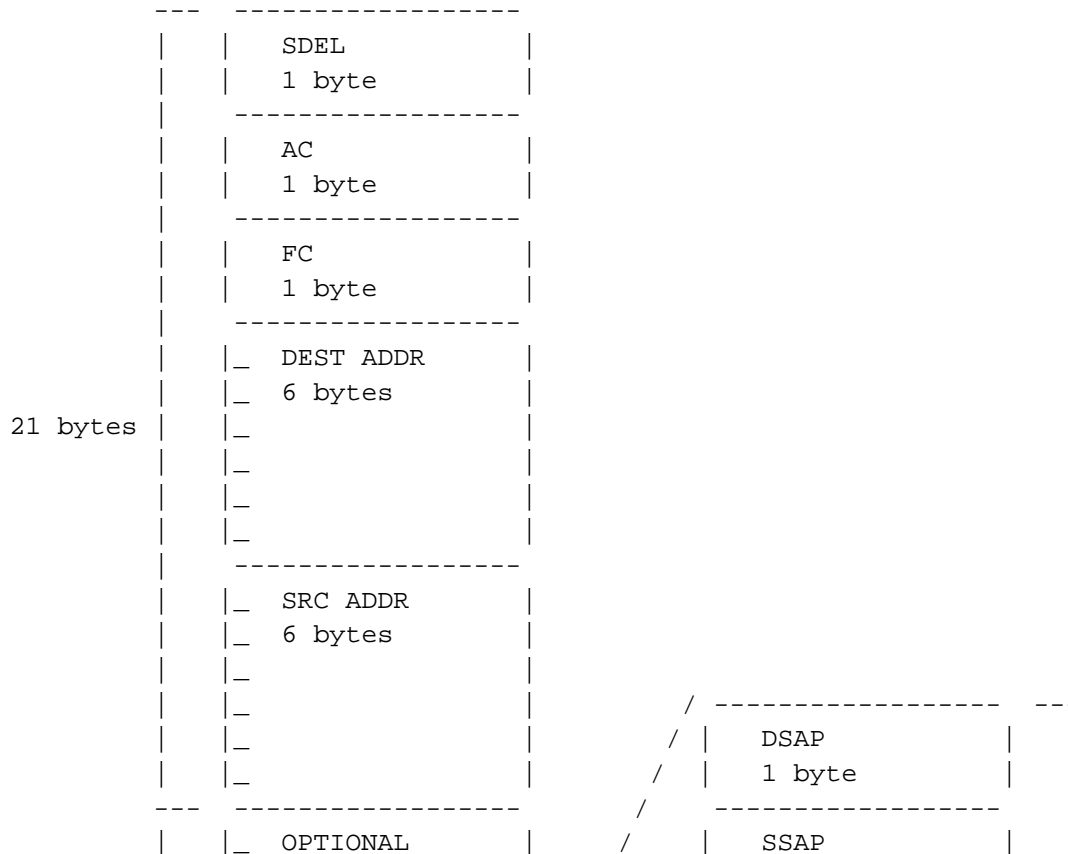 SDEL
1 byte
AC
1 byte
FC
1 byte
DEST ADDR
6 bytes
21 bytes
SRC ADDR
6 bytes
DSAP
1 byte
OPTIONAL
SSAP